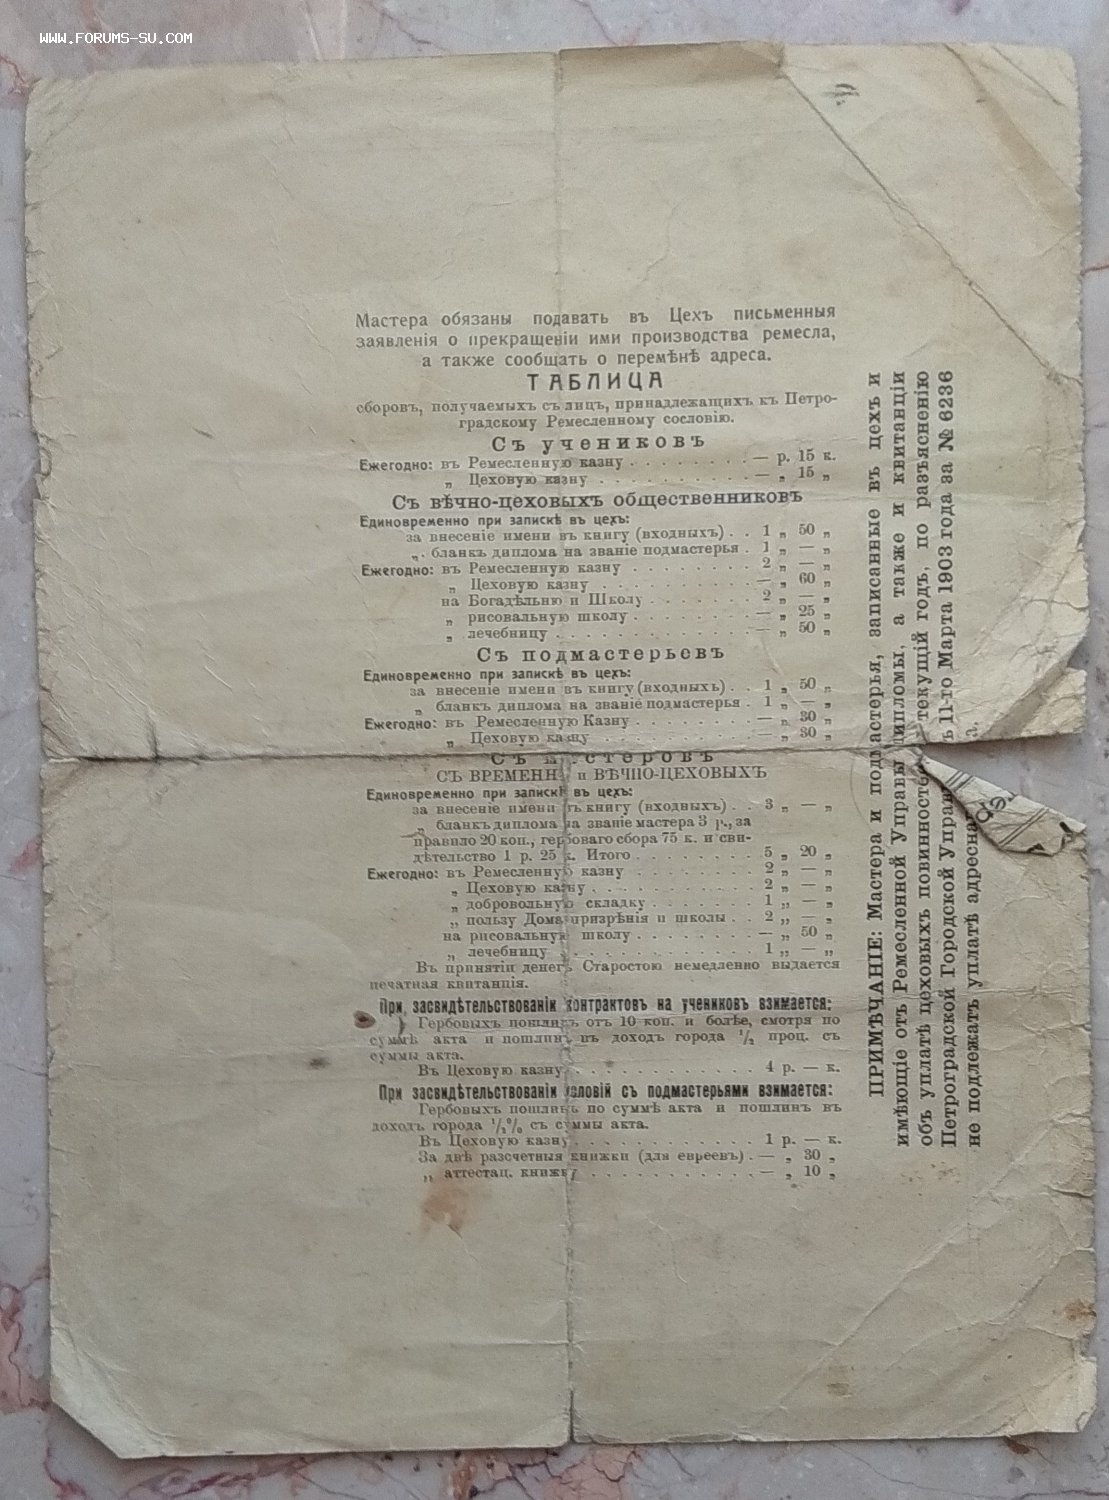 WWW.FORUMS-SU.COM
Мастера обязаны подавать въ Цехъ письменныя
заявленія о прекращеніи ими производства ремесла,
а также сообщать о перемѣнѣ адреса.
ТАБЛИЦА
сборовъ, получаемыхъ съ лицъ, принадлежащихъ къ Петро-
градскому Ремесленному сословію.
Съ учениковъ
Ежегодно: въ Ремесленную казну . . . . . . . . — р. 15 к.
„ Цеховую казну . . . . . . . . . . — „ 15 „
Съ вѣчно-цеховыхъ общественниковъ
Единовременно при запискѣ въ цехъ:
за внесеніе имени въ книгу (входныхъ) . . 1 „ 50 „
„ бланкъ диплома на званіе подмастерья . 1 „ — „
Ежегодно: въ Ремесленную казну . . . . . . . . 2 „ — „
„ Цеховую казну . . . . . . . . . . — „ 60 „
на Богадѣльню и Школу . . . . . . . 2 „ — „
„ рисовальную школу . . . . . . . . — „ 25 „
„ лечебницу . . . . . . . . . . . . . — „ 50 „
Съ подмастерьевъ
Единовременно при запискѣ въ цехъ:
за внесеніе имени въ книгу (входныхъ) . . 1 „ 50 „
„ бланкъ диплома на званіе подмастерья . 1 „ — „
Ежегодно: въ Ремесленную Казну . . . . . . . . — „ 30 „
„ Цеховую казну . . . . . . . . . . — „ 30 „
Съ мастеровъ
СЪ ВРЕМЕНН и ВѢЧНО-ЦЕХОВЫХЪ
Единовременно при запискѣ въ цехъ:
за внесеніе имени въ книгу (входныхъ) . . 3 „ — „
„ бланкъ диплома на званіе мастера 3 р., за
правило 20 коп., гербоваго сбора 75 к. и сви-
дѣтельство 1 р. 25 к. Итого . . . . . . . . 5 „ 20 „
Ежегодно: въ Ремесленную казну . . . . . . . . 2 „ — „
„ Цеховую казну . . . . . . . . . . 2 „ — „
„ добровольную складку . . . . . . . 1 „ — „
„ пользу Дома призрѣнія и школы . . 2 „ — „
на рисовальную школу . . . . . . . . — „ 50 „
„ лечебницу . . . . . . . . . . . . . 1 „ — „
Въ принятіи денегъ Старостою немедленно выдается
печатная квитанція.
При засвидѣтельствованіи контрактовъ на учениковъ взимается:
Гербовыхъ пошлинъ отъ 10 коп. и болѣе, смотря по
суммѣ акта и пошлинъ въ доходъ города ½ проц. съ
суммы акта.
Въ Цеховую казну . . . . . . . . . . . . 4 р. — к.
При засвидѣтельствованіи условій съ подмастерьями взимается:
Гербовыхъ пошлинъ по суммѣ акта и пошлинъ въ
доходъ города ½% съ суммы акта.
Въ Цеховую казну . . . . . . . . . . . . 1 р. — к.
За двѣ разсчетныя книжки (для евреевъ) . — „ 30 „
„ аттестац. книжку . . . . . . . . . . . — „ 10 „
ПРИМѢЧАНІЕ: Мастера и подмастерья, записанные въ цехъ и
имѣющіе отъ Ремесленной Управы дипломы, а также и квитанціи
объ уплатѣ цеховыхъ повинностей текущій годъ, по разъясненію
Петроградской Городской Управ 11-го Марта 1903 года за № 6236
не подлежатъ уплатѣ адресна